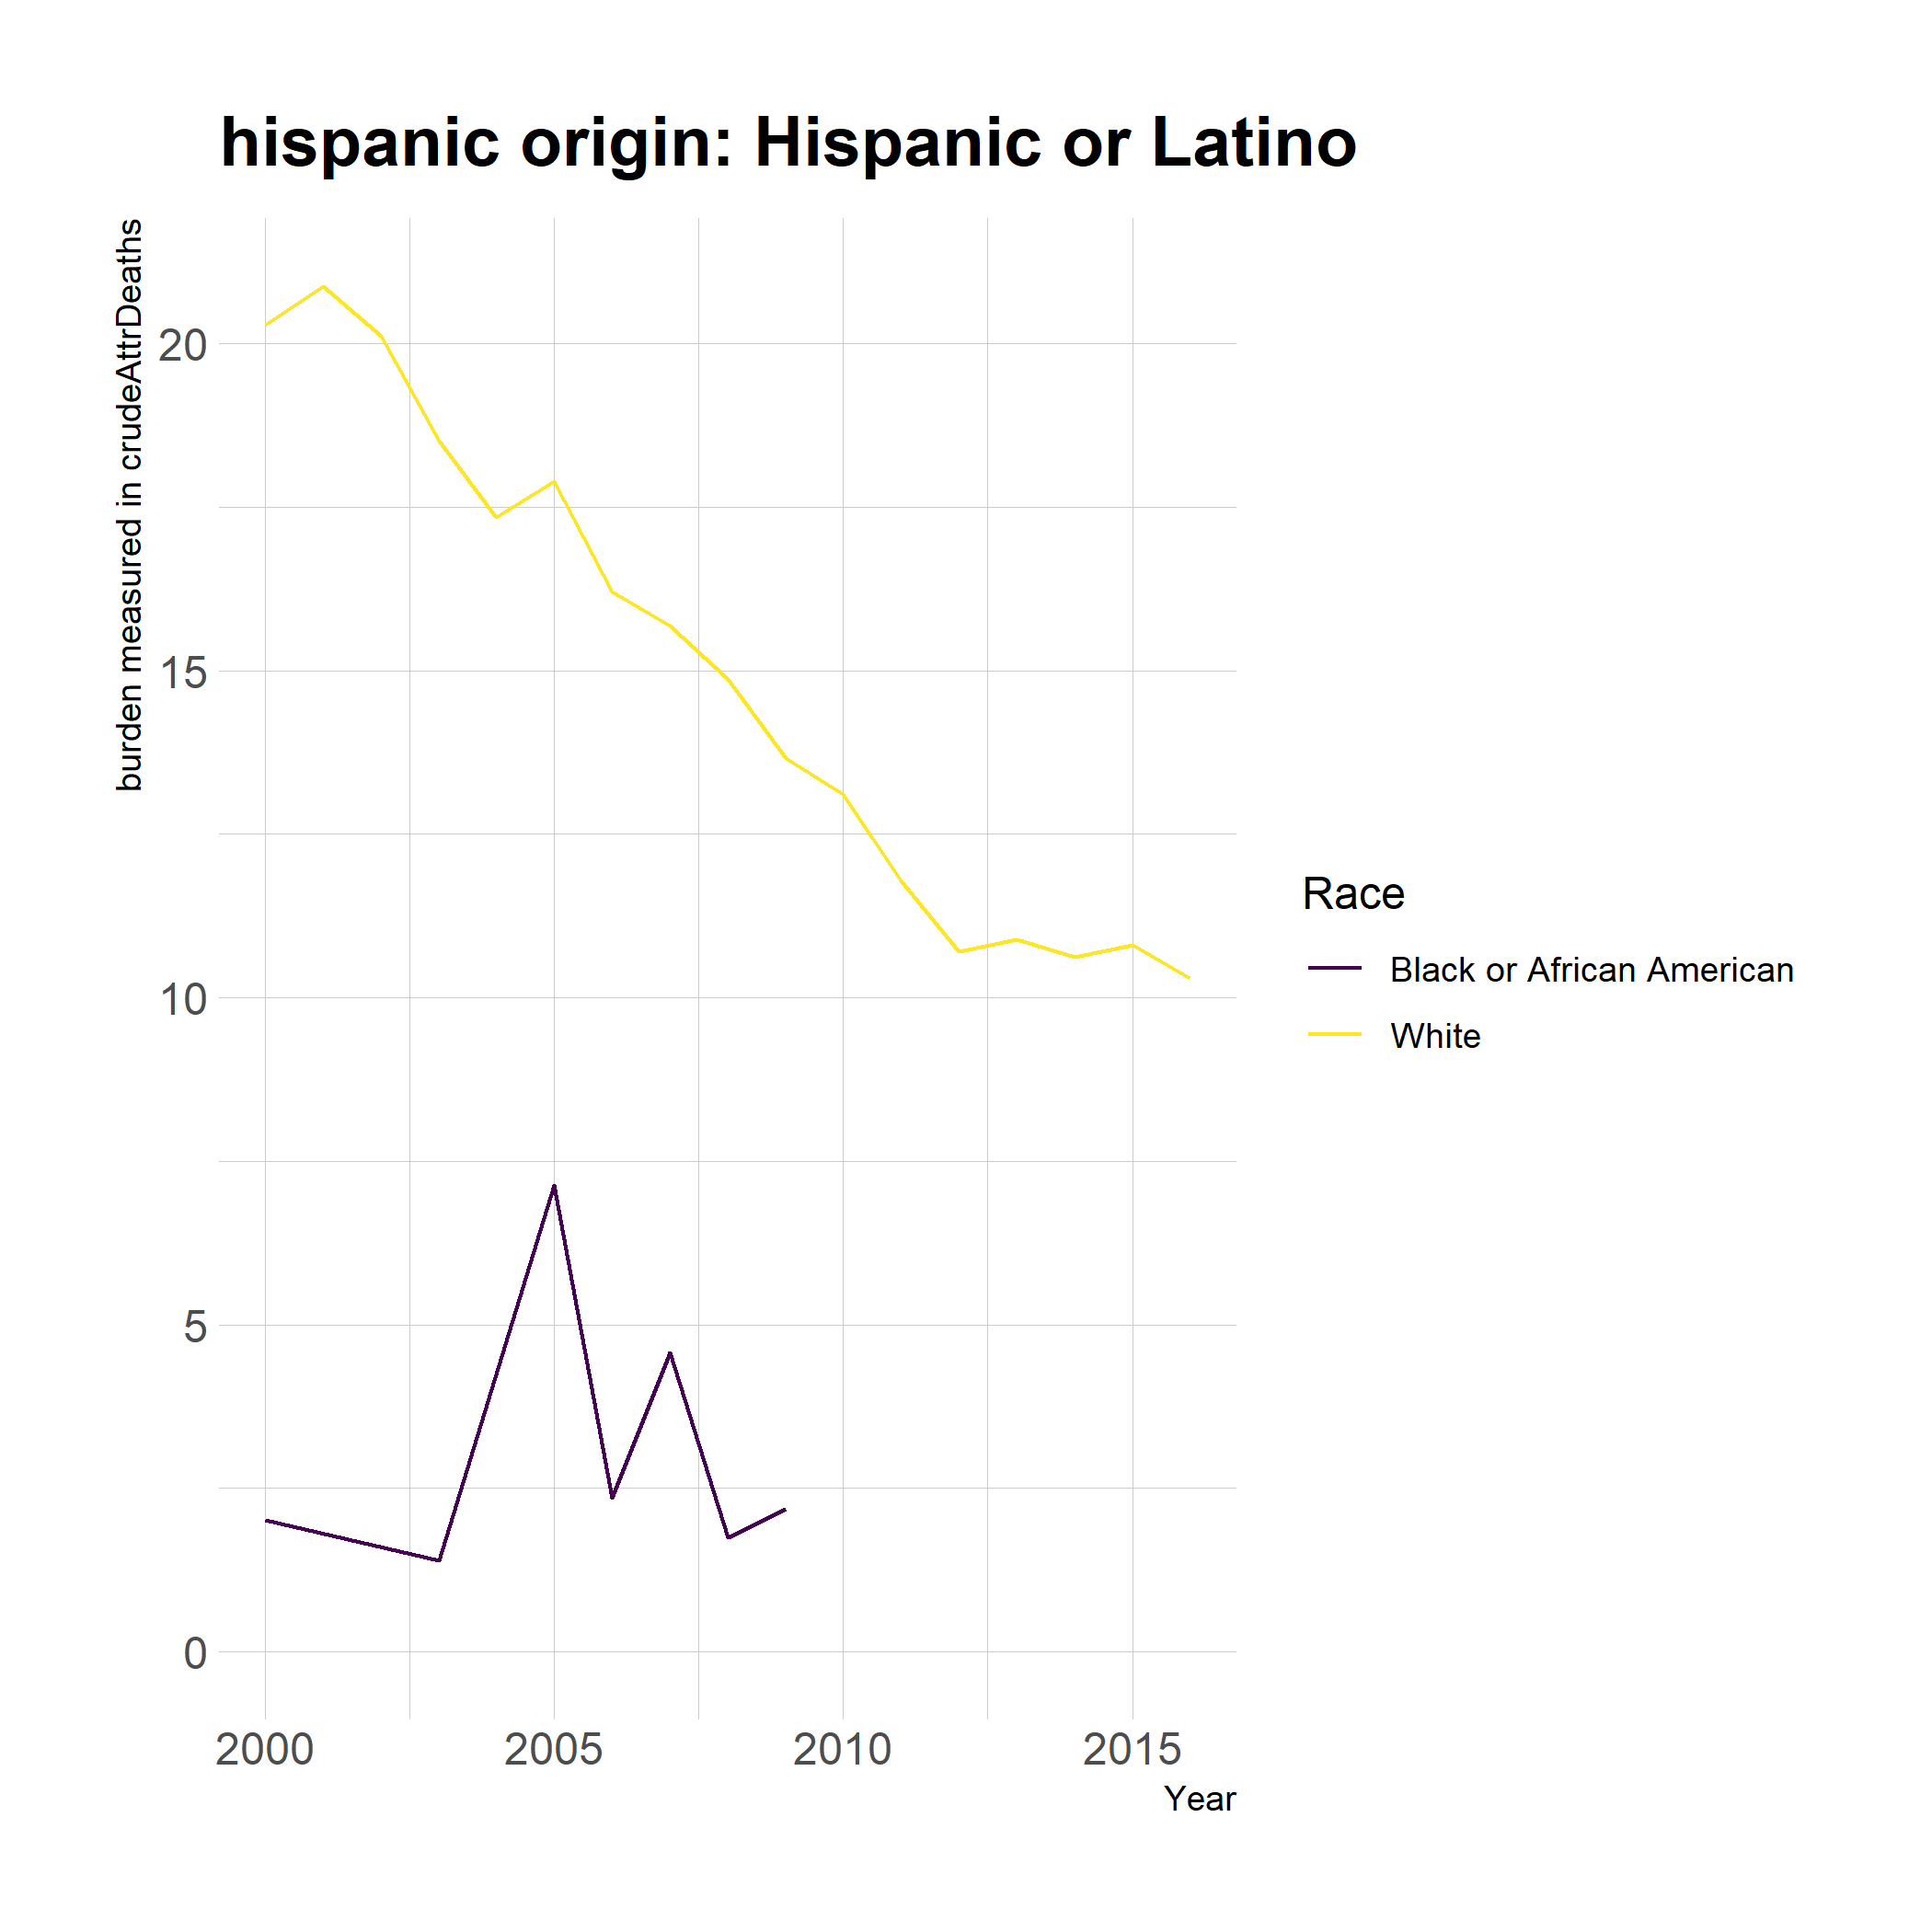 hispanic origin: Hispanic or Latino
burden measured in crudeAttrDeaths
20
15
10
5
0
2000 2005 2010 2015
Year
Race
Black or African American
White